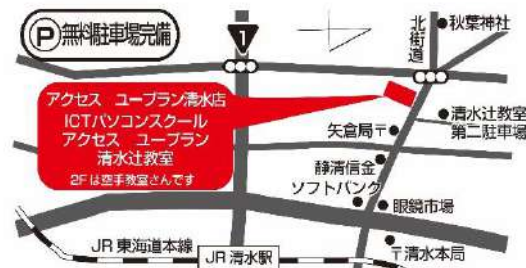 Ⓟ無料駐車場完備
1
北街道
秋葉神社
アクセス ユープラン清水店
ICTパソコンスクール
アクセス ユープラン
清水辻教室
2Fは空手教室さんです
清水辻教室
第二駐車場
矢倉局〒
静清信金
ソフトバンク
眼鏡市場
JR東海道本線
JR清水駅
〒清水本局